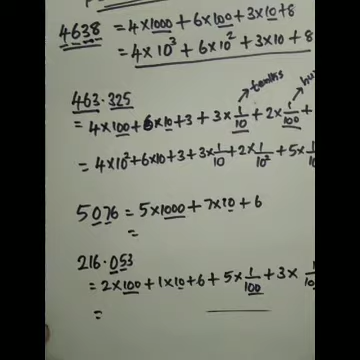 4638 = 4×1000 + 6×100 + 3×10 + 8
= 4×10³ + 6×10² + 3×10 + 8
tenths
463.325
= 4×100 + 6×10 + 3 + 3×1/10 + 2×1/100 +
= 4×10² + 6×10 + 3 + 3×1/10 + 2×1/10² + 5×
5076 = 5×1000 + 7×10 + 6
=
216.053
= 2×100 + 1×10 + 6 + 5×1/100 + 3×
=